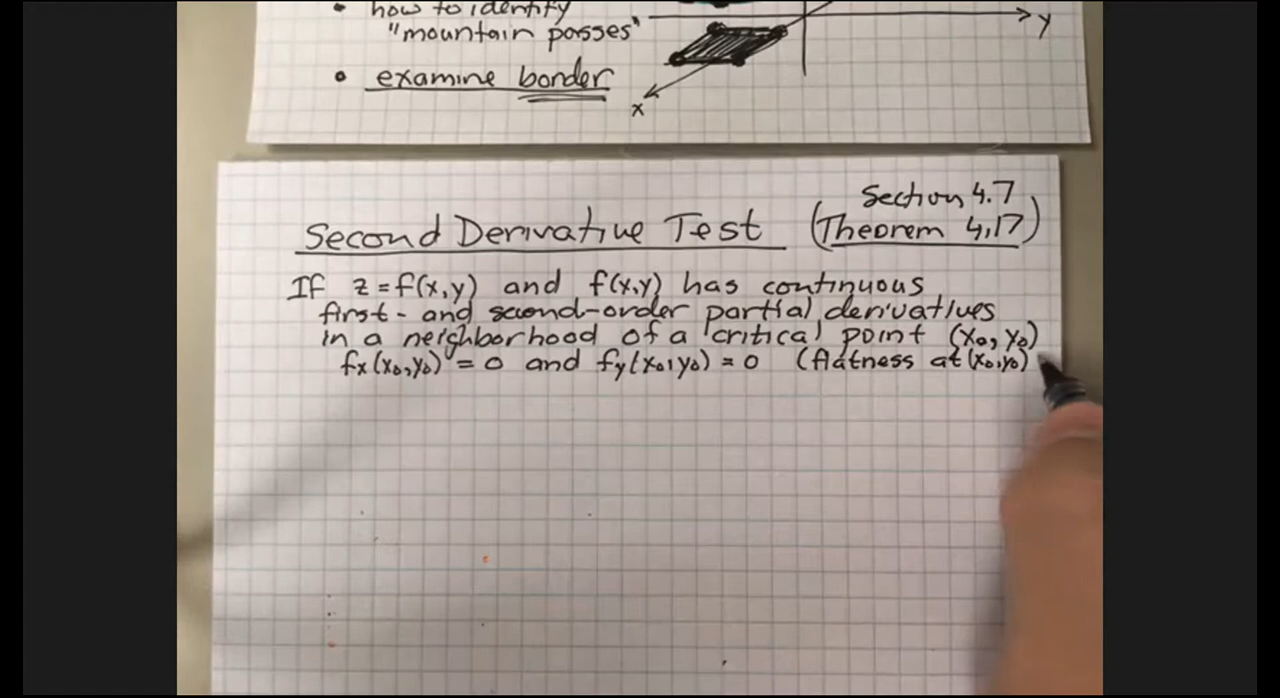 • how to identify
"mountain passes"
• examine border
y
x
Section 4.7
Second Derivative Test (Theorem 4.17)
If z = f(x,y) and f(x,y) has continuous
first- and second-order partial derivatives
in a neighborhood of a critical point (x₀, y₀)
fx(x₀,y₀) = 0 and fy(x₀,y₀) = 0 (flatness at (x₀,y₀)